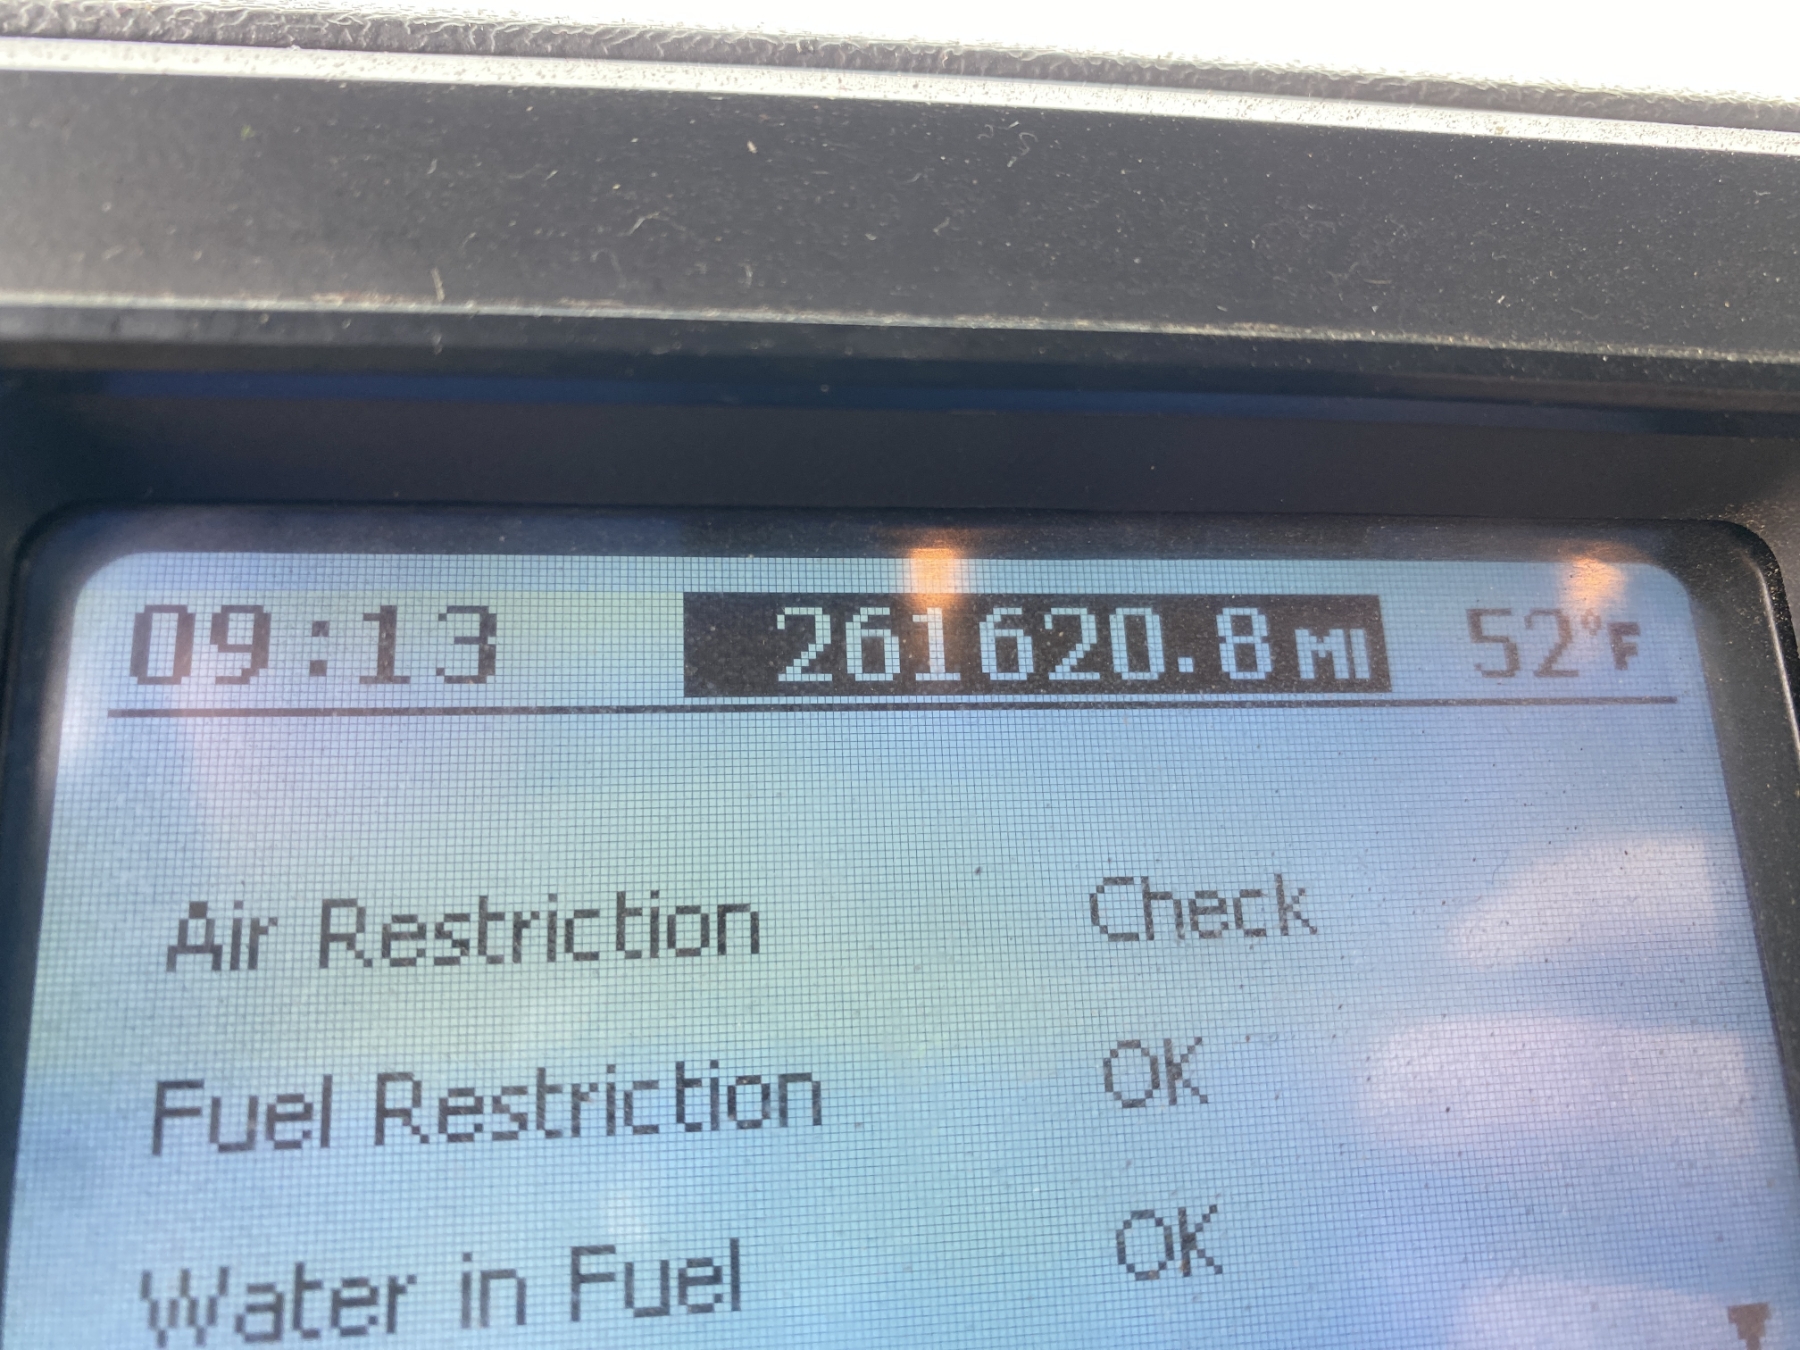 09:13 261620.8 MI 52°F
Air Restriction Check
Fuel Restriction OK
Water in Fuel OK